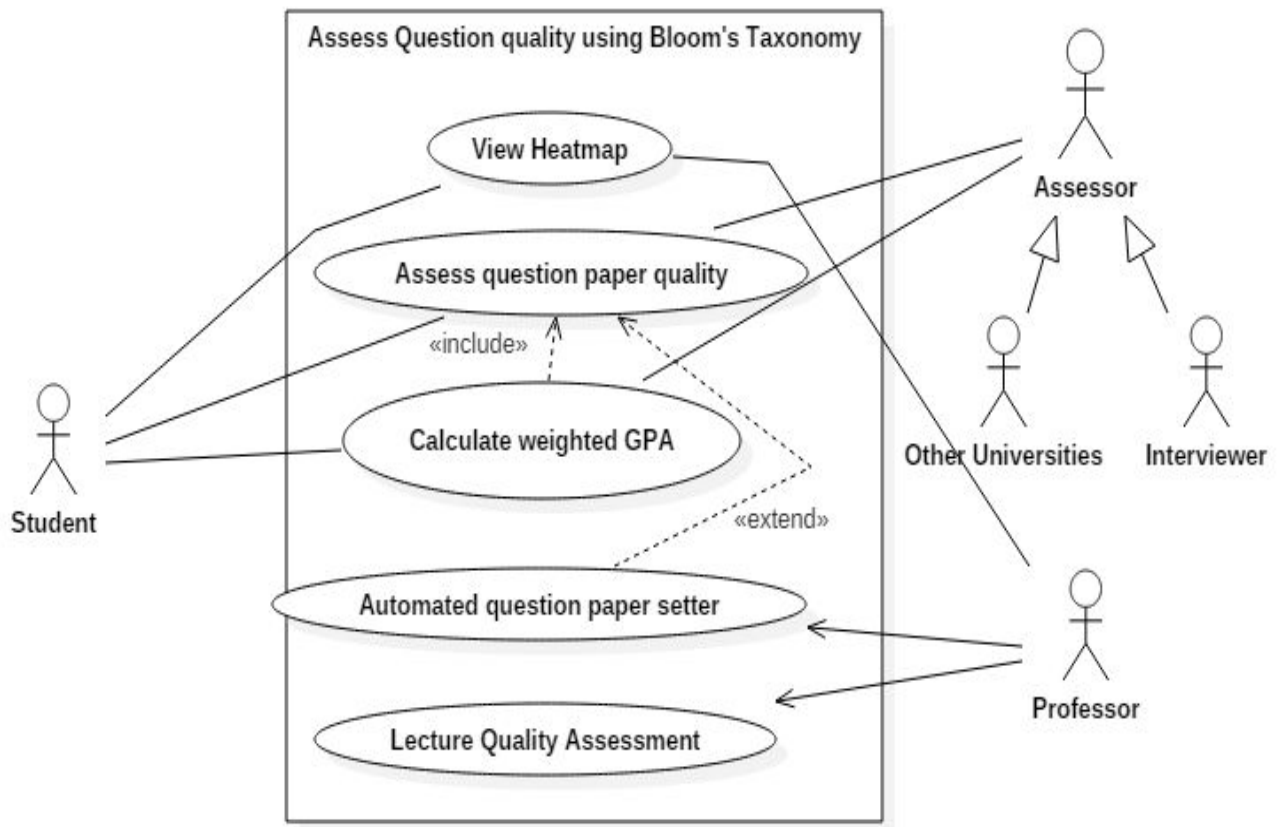 Assess Question quality using Bloom's Taxonomy
View Heatmap
Assessor
Assess question paper quality
«include»
Calculate weighted GPA
Other Universities
Interviewer
Student
«extend»
Automated question paper setter
Professor
Lecture Quality Assessment